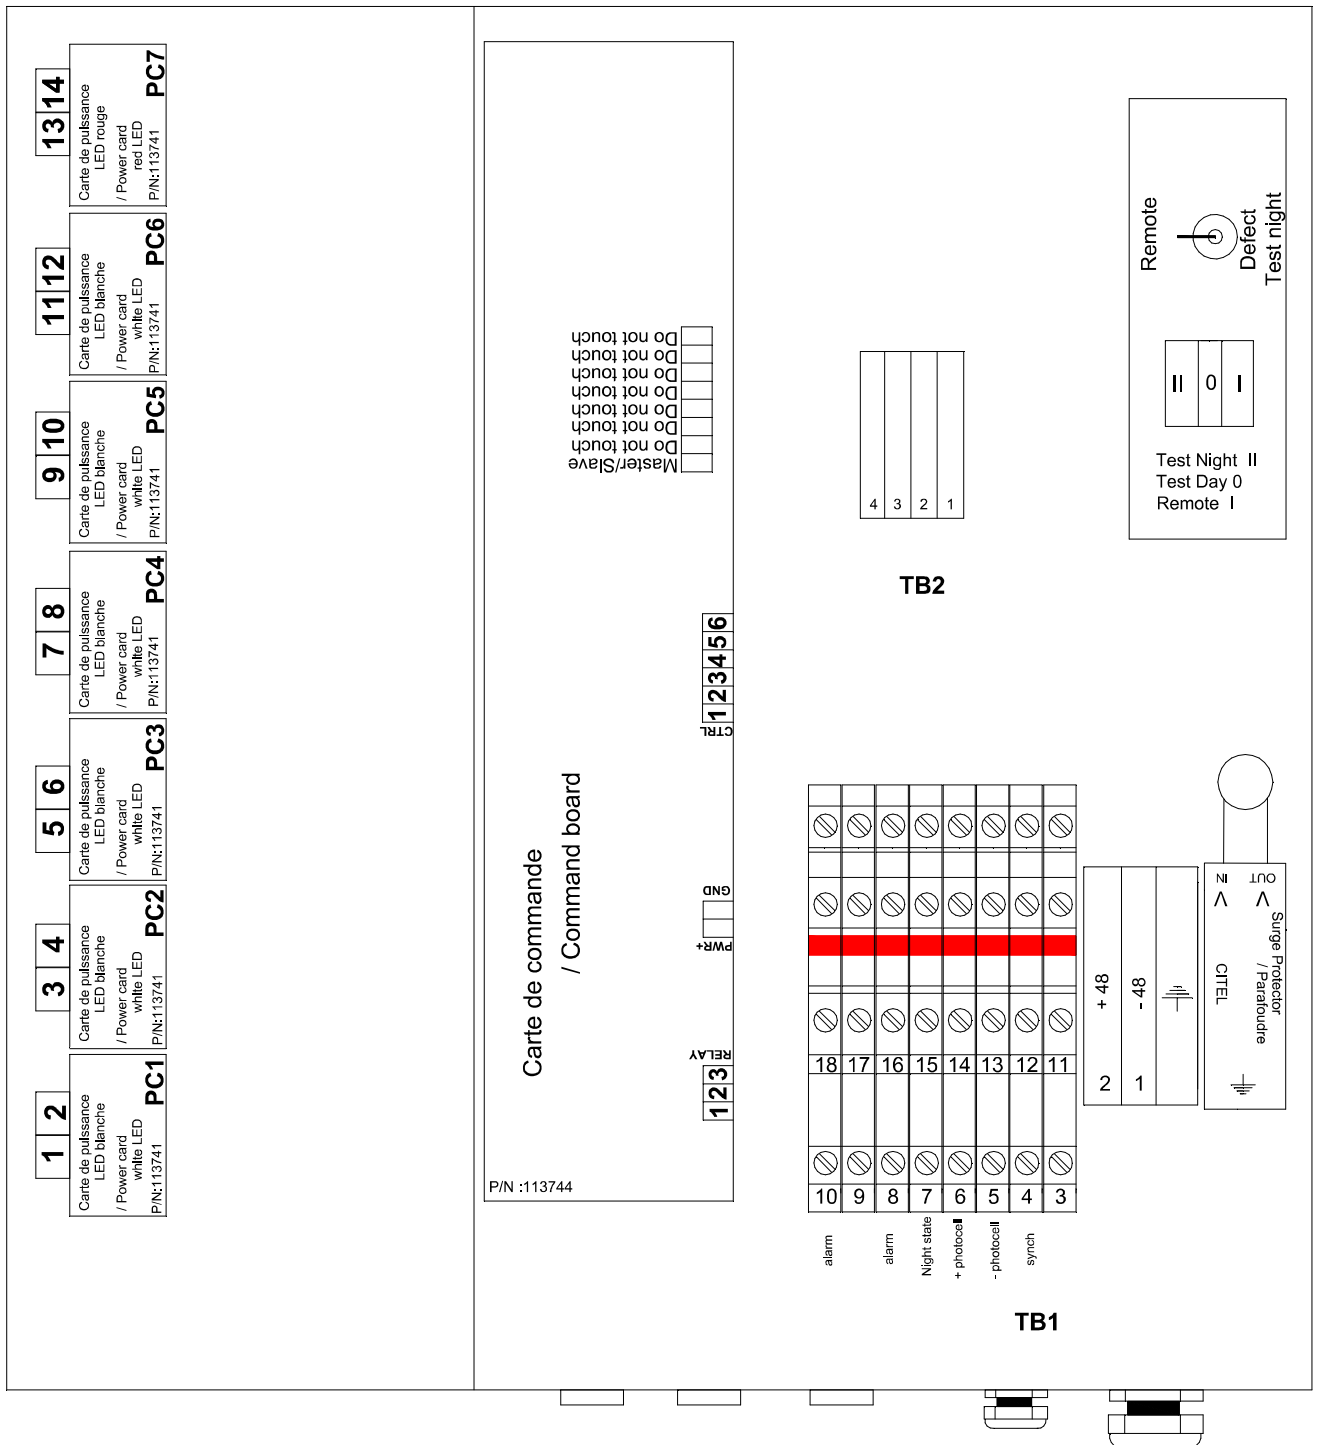 13 14
Carte de puissance
LED rouge
/ Power card
red LED
P/N:113741
PC7
11 12
Carte de puissance
LED blanche
/ Power card
white LED
P/N:113741
PC6
9 10
Carte de puissance
LED blanche
/ Power card
white LED
P/N:113741
PC5
7 8
Carte de puissance
LED blanche
/ Power card
white LED
P/N:113741
PC4
5 6
Carte de puissance
LED blanche
/ Power card
white LED
P/N:113741
PC3
3 4
Carte de puissance
LED blanche
/ Power card
white LED
P/N:113741
PC2
1 2
Carte de puissance
LED blanche
/ Power card
white LED
P/N:113741
PC1
Do not touch
Do not touch
Do not touch
Do not touch
Do not touch
Do not touch
Do not touch
Master/Slave
1 2 3 4 5 6
CTRL
Carte de commande
/ Command board
GND
PWR+
RELAY
1 2 3
P/N :113744
4 3 2 1
TB2
Remote
Defect
Test night
II 0 I
Test Night II
Test Day 0
Remote I
18 17 16 15 14 13 12 11
10 9 8 7 6 5 4 3
alarm
alarm
Night state
+ photocell
- photocell
synch
TB1
+ 48
- 48
2 1
IN
OUT
< <
Surge Protector
/ Parafoudre
CITEL